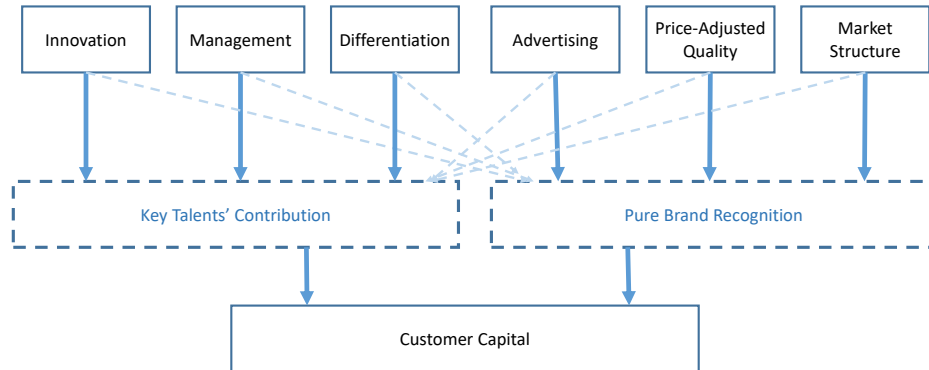 Innovation
Management
Differentiation
Advertising
Price-Adjusted
Quality
Market
Structure
Key Talents’ Contribution
Pure Brand Recognition
Customer Capital